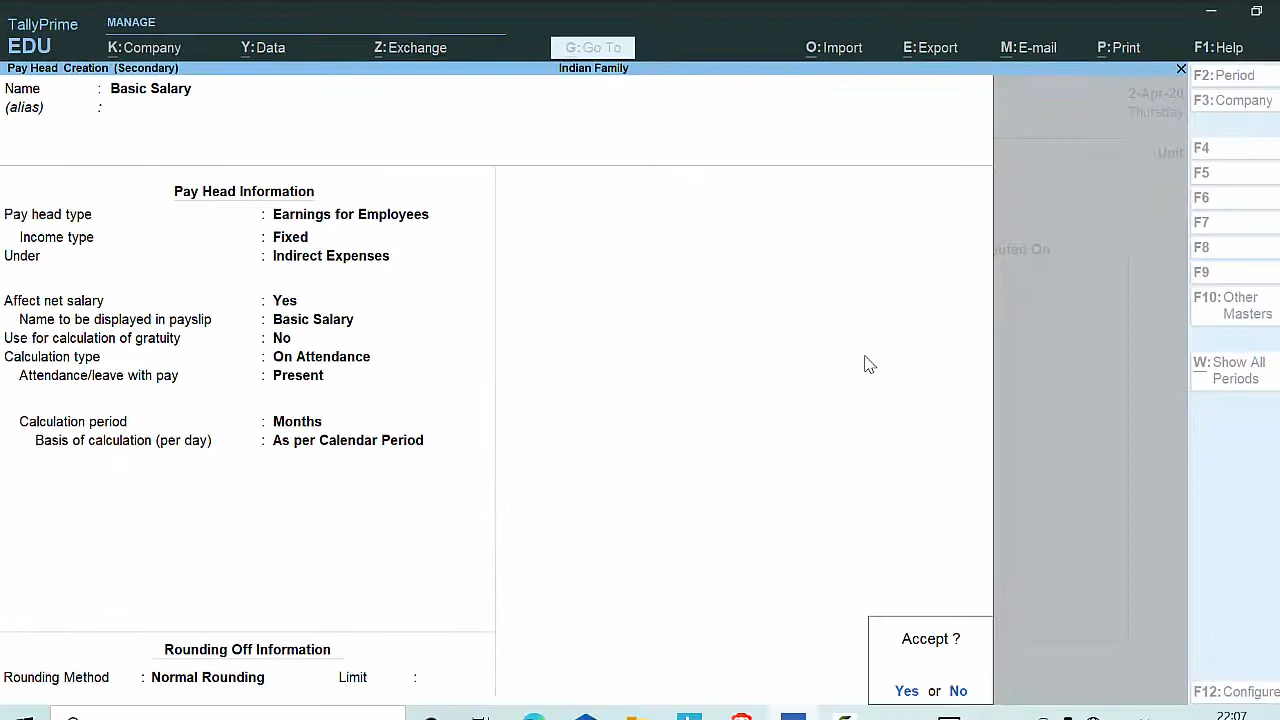 TallyPrime
MANAGE
EDU
K:Company
Y:Data
Z:Exchange
G:Go To
O:Import
E:Export
M:E-mail
P:Print
F1:Help
Pay Head Creation (Secondary)
Indian Family
F2:Period
F3:Company
F4
F5
F6
F7
F8
F9
F10:Other
Masters
W:Show All
Periods
F12:Configure
Name : Basic Salary
(alias) :
2-Apr-20
Thursday
Unit
Pay Head Information
Pay head type : Earnings for Employees
Income type : Fixed
Under : Indirect Expenses
Affect net salary : Yes
Name to be displayed in payslip : Basic Salary
Use for calculation of gratuity : No
Calculation type : On Attendance
Attendance/leave with pay : Present
Calculation period : Months
Basis of calculation (per day) : As per Calendar Period
Rounding Off Information
Rounding Method : Normal Rounding Limit :
Accept ?
Yes or No
22:07